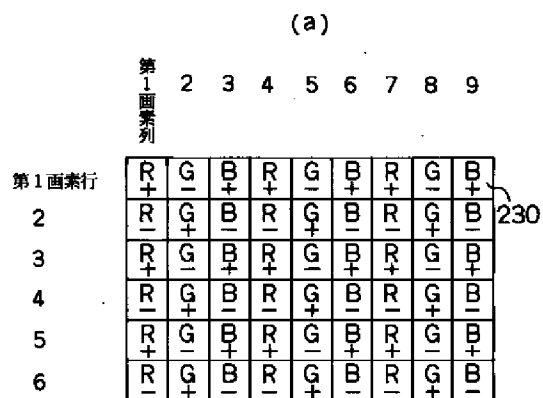 (a)
第1画素列 2 3 4 5 6 7 8 9
第1画素行 R+ G− B+ R+ G− B+ R+ G− B+ 230
2 R− G+ B− R− G+ B− R− G+ B−
3 R+ G− B+ R+ G− B+ R+ G− B+
4 R− G+ B− R− G+ B− R− G+ B−
5 R+ G− B+ R+ G− B+ R+ G− B+
6 R− G+ B− R− G+ B− R− G+ B−